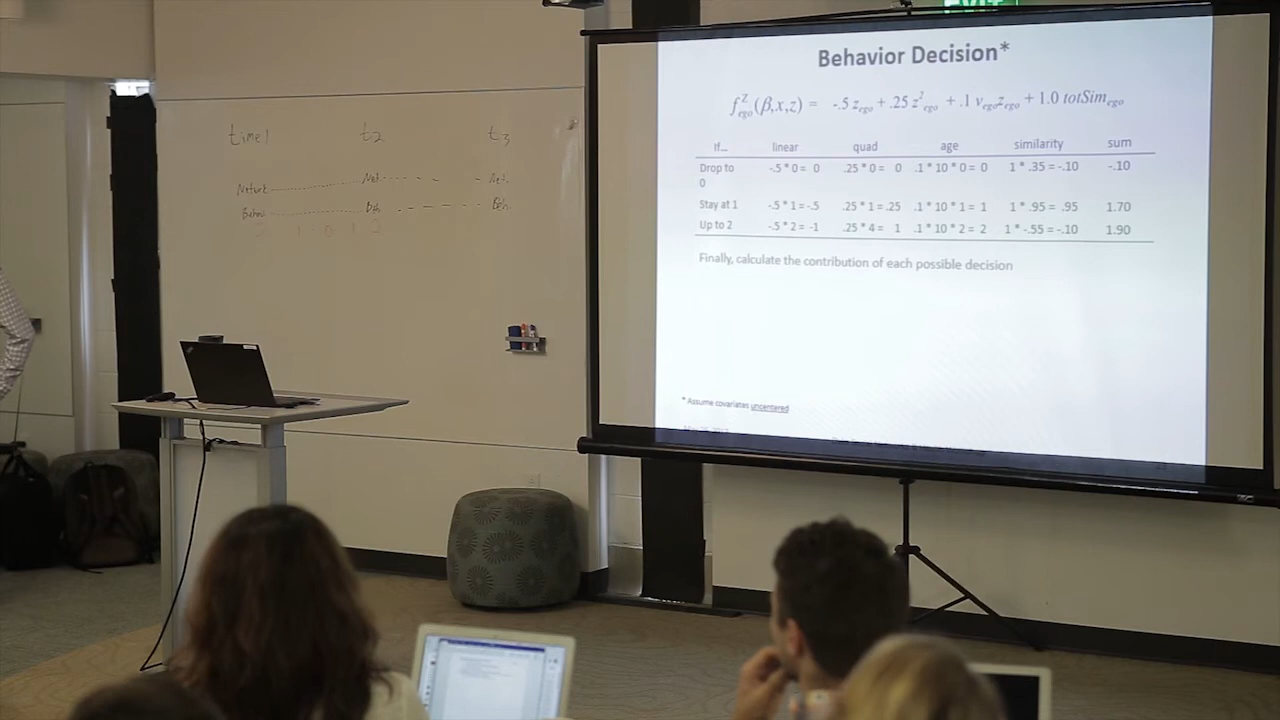 EXIT
Behavior Decision*
f^Z_ego (β,x,z) = -.5 z_ego + .25 z²_ego + .1 v_ego z_ego + 1.0 totSim_ego
If... linear quad age similarity sum
Drop to 0 -.5 * 0 = 0 .25 * 0 = 0 .1 * 10 * 0 = 0 1 * .35 = -.10 -.10
Stay at 1 -.5 * 1 = -.5 .25 * 1 = .25 .1 * 10 * 1 = 1 1 * .95 = .95 1.70
Up to 2 -.5 * 2 = -1 .25 * 4 = 1 .1 * 10 * 2 = 2 1 * -.55 = -.10 1.90
Finally, calculate the contribution of each possible decision
* Assume covariates uncentered
time1 t2 t3
Network Net Net.
Behav Beh Beh.